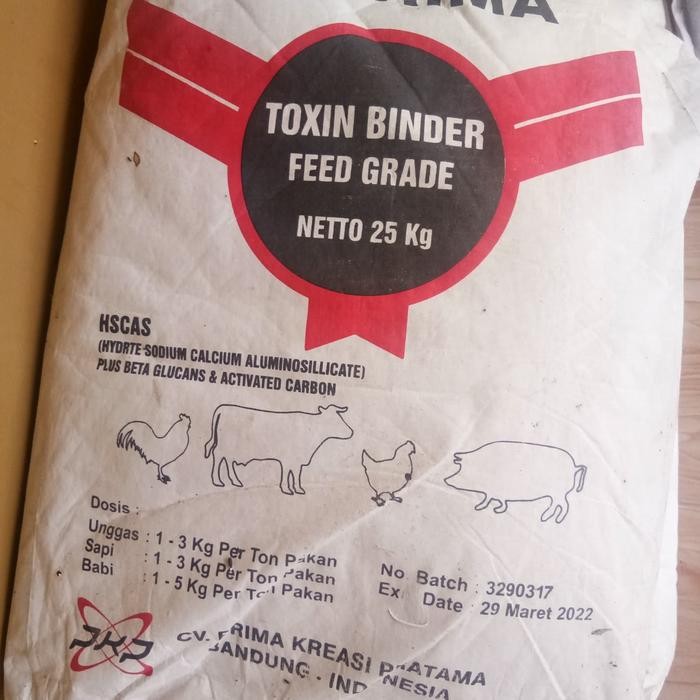 TOXIN BINDER
FEED GRADE
NETTO 25 Kg
HSCAS
(HYDRTE-SODIUM CALCIUM ALUMINOSILLICATE)
PLUS BETA GLUCANS & ACTIVATED CARBON
Dosis :
Unggas : 1 - 3 Kg Per Ton Pakan
Sapi : 1 - 3 Kg Per Ton Pakan
Babi : 1 - 5 Kg Per Ton Pakan
No Batch : 3290317
Ex Date : 29 Maret 2022
PKP
CV. PRIMA KREASI PRATAMA
BANDUNG - INDONESIA